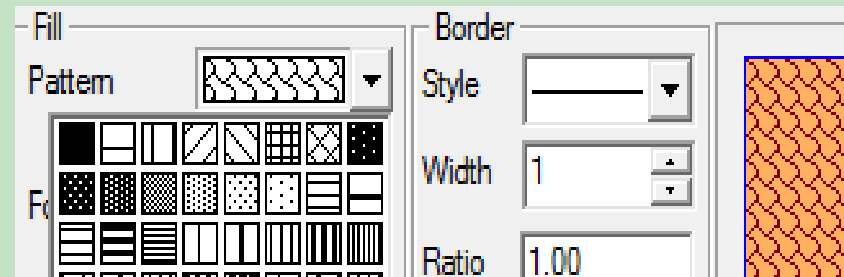 Fill
Border
Pattern
Style
Width
1
Ratio
1.00